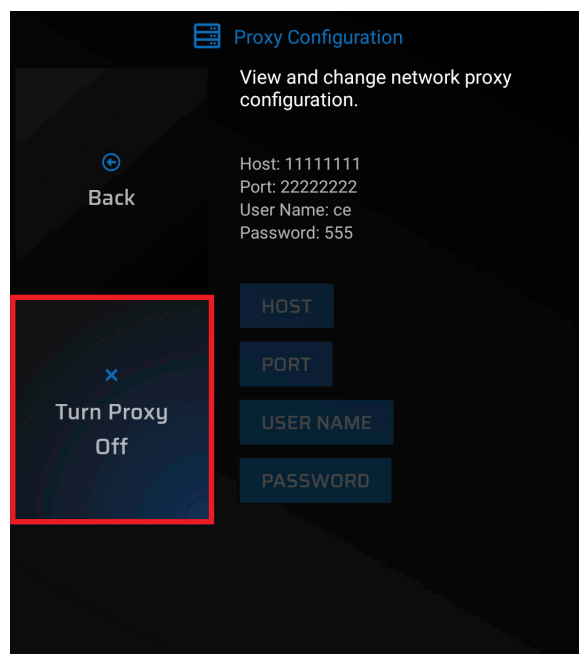 Proxy Configuration
View and change network proxy
configuration.
Back
Host: 11111111
Port: 22222222
User Name: ce
Password: 555
Turn Proxy
Off
HOST
PORT
USER NAME
PASSWORD